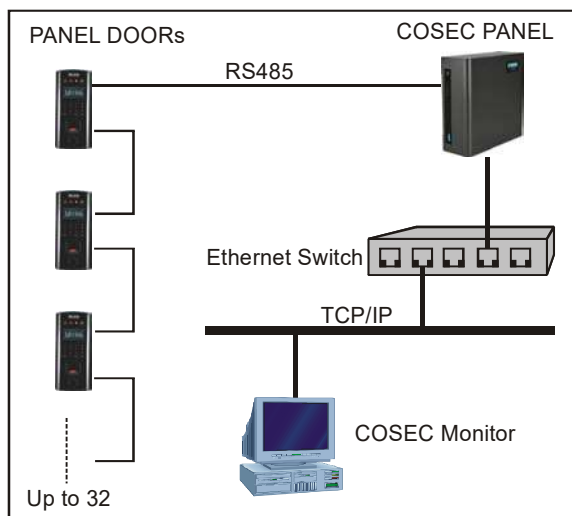 PANEL DOORs
COSEC PANEL
RS485
Ethernet Switch
TCP/IP
COSEC Monitor
Up to 32